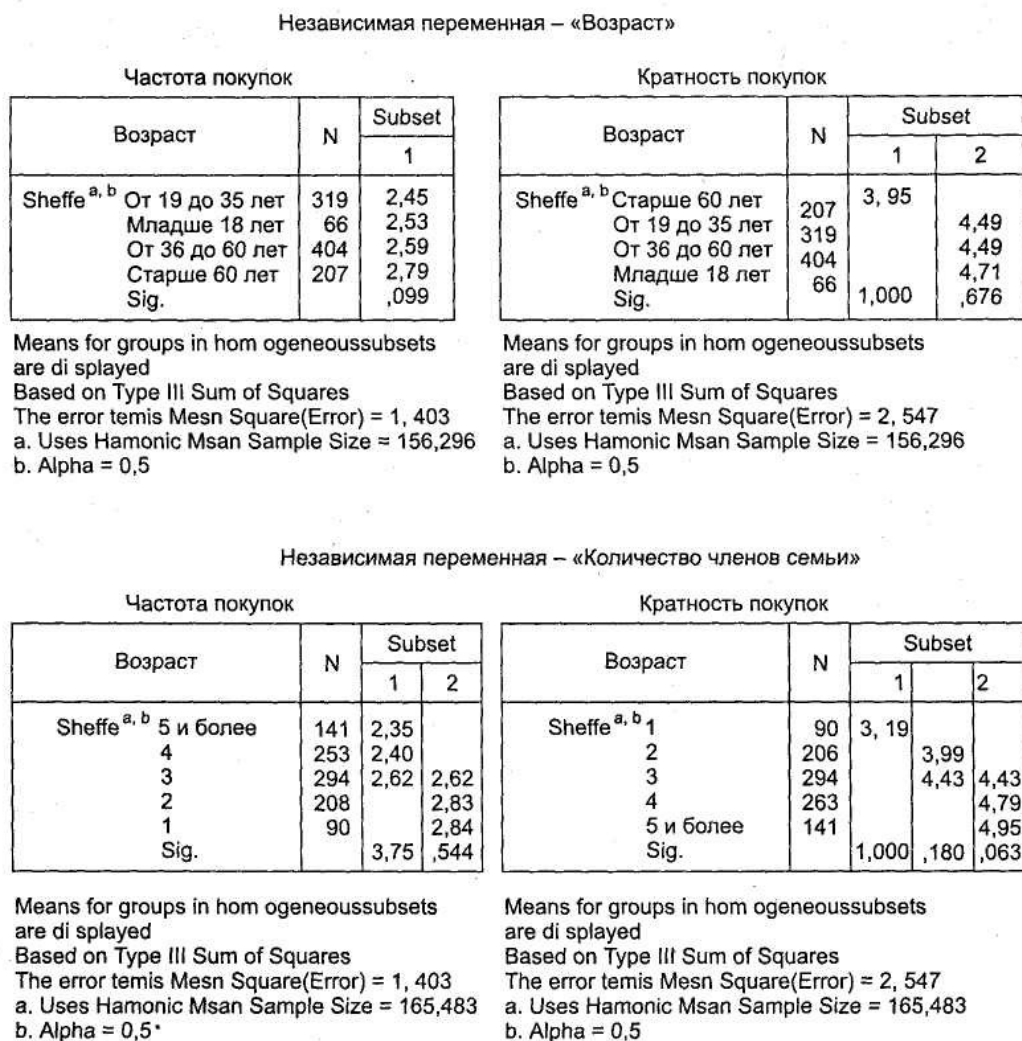 Независимая переменная – «Возраст»
Частота покупок
Возраст N Subset
1
Sheffe a, b От 19 до 35 лет 319 2,45
Младше 18 лет 66 2,53
От 36 до 60 лет 404 2,59
Старше 60 лет 207 2,79
Sig. ,099
Means for groups in hom ogeneoussubsets
are di splayed
Based on Type III Sum of Squares
The error temis Mesn Square(Error) = 1, 403
a. Uses Hamonic Msan Sample Size = 156,296
b. Alpha = 0,5
Кратность покупок
Возраст N Subset
1 2
Sheffe a, b Старше 60 лет 207 3, 95
От 19 до 35 лет 319 4,49
От 36 до 60 лет 404 4,49
Младше 18 лет 66 4,71
Sig. 1,000 ,676
Means for groups in hom ogeneoussubsets
are di splayed
Based on Type III Sum of Squares
The error temis Mesn Square(Error) = 2, 547
a. Uses Hamonic Msan Sample Size = 156,296
b. Alpha = 0,5
Независимая переменная – «Количество членов семьи»
Частота покупок
Возраст N Subset
1 2
Sheffe a, b 5 и более 141 2,35
4 253 2,40
3 294 2,62 2,62
2 208 2,83
1 90 2,84
Sig. 3,75 ,544
Means for groups in hom ogeneoussubsets
are di splayed
Based on Type III Sum of Squares
The error temis Mesn Square(Error) = 1, 403
a. Uses Hamonic Msan Sample Size = 165,483
b. Alpha = 0,5
Кратность покупок
Возраст N Subset
1 2
Sheffe a, b 1 90 3, 19
2 206 3,99
3 294 4,43 4,43
4 263 4,79
5 и более 141 4,95
Sig. 1,000 ,180 ,063
Means for groups in hom ogeneoussubsets
are di splayed
Based on Type III Sum of Squares
The error temis Mesn Square(Error) = 2, 547
a. Uses Hamonic Msan Sample Size = 165,483
b. Alpha = 0,5